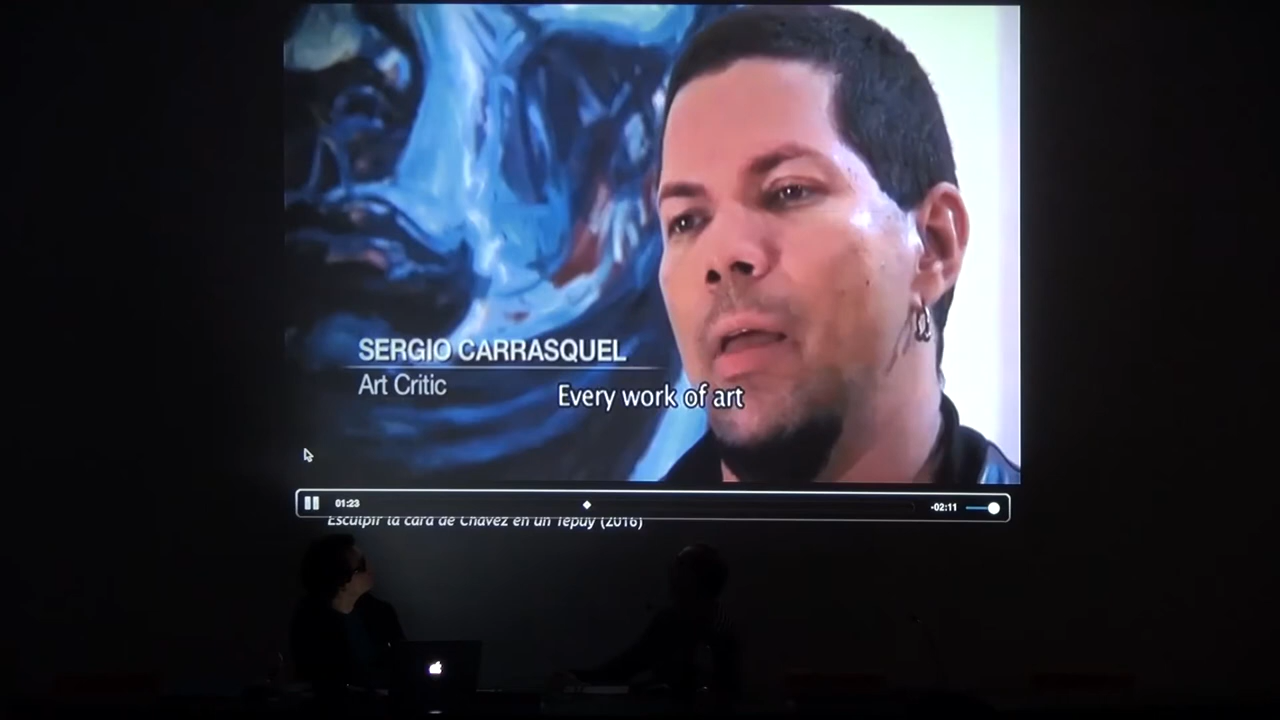 SERGIO CARRASQUEL
Art Critic
Every work of art
01:23
-02:11
Esculpir la cara de Chávez en un Tepuy (2016)